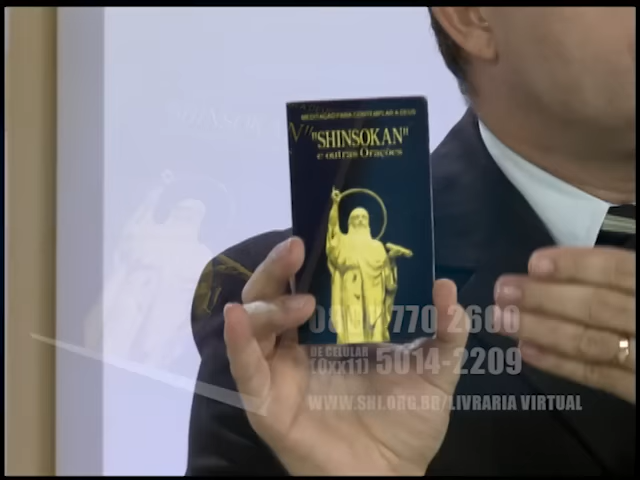 MEDITAÇÃO PARA CONTEMPLAR A DEUS
"SHINSOKAN"
e outras Orações
0800 770 2600
DE CELULAR
(0xx11) 5014-2209
WWW.SNI.ORG.BR/LIVRARIA VIRTUAL